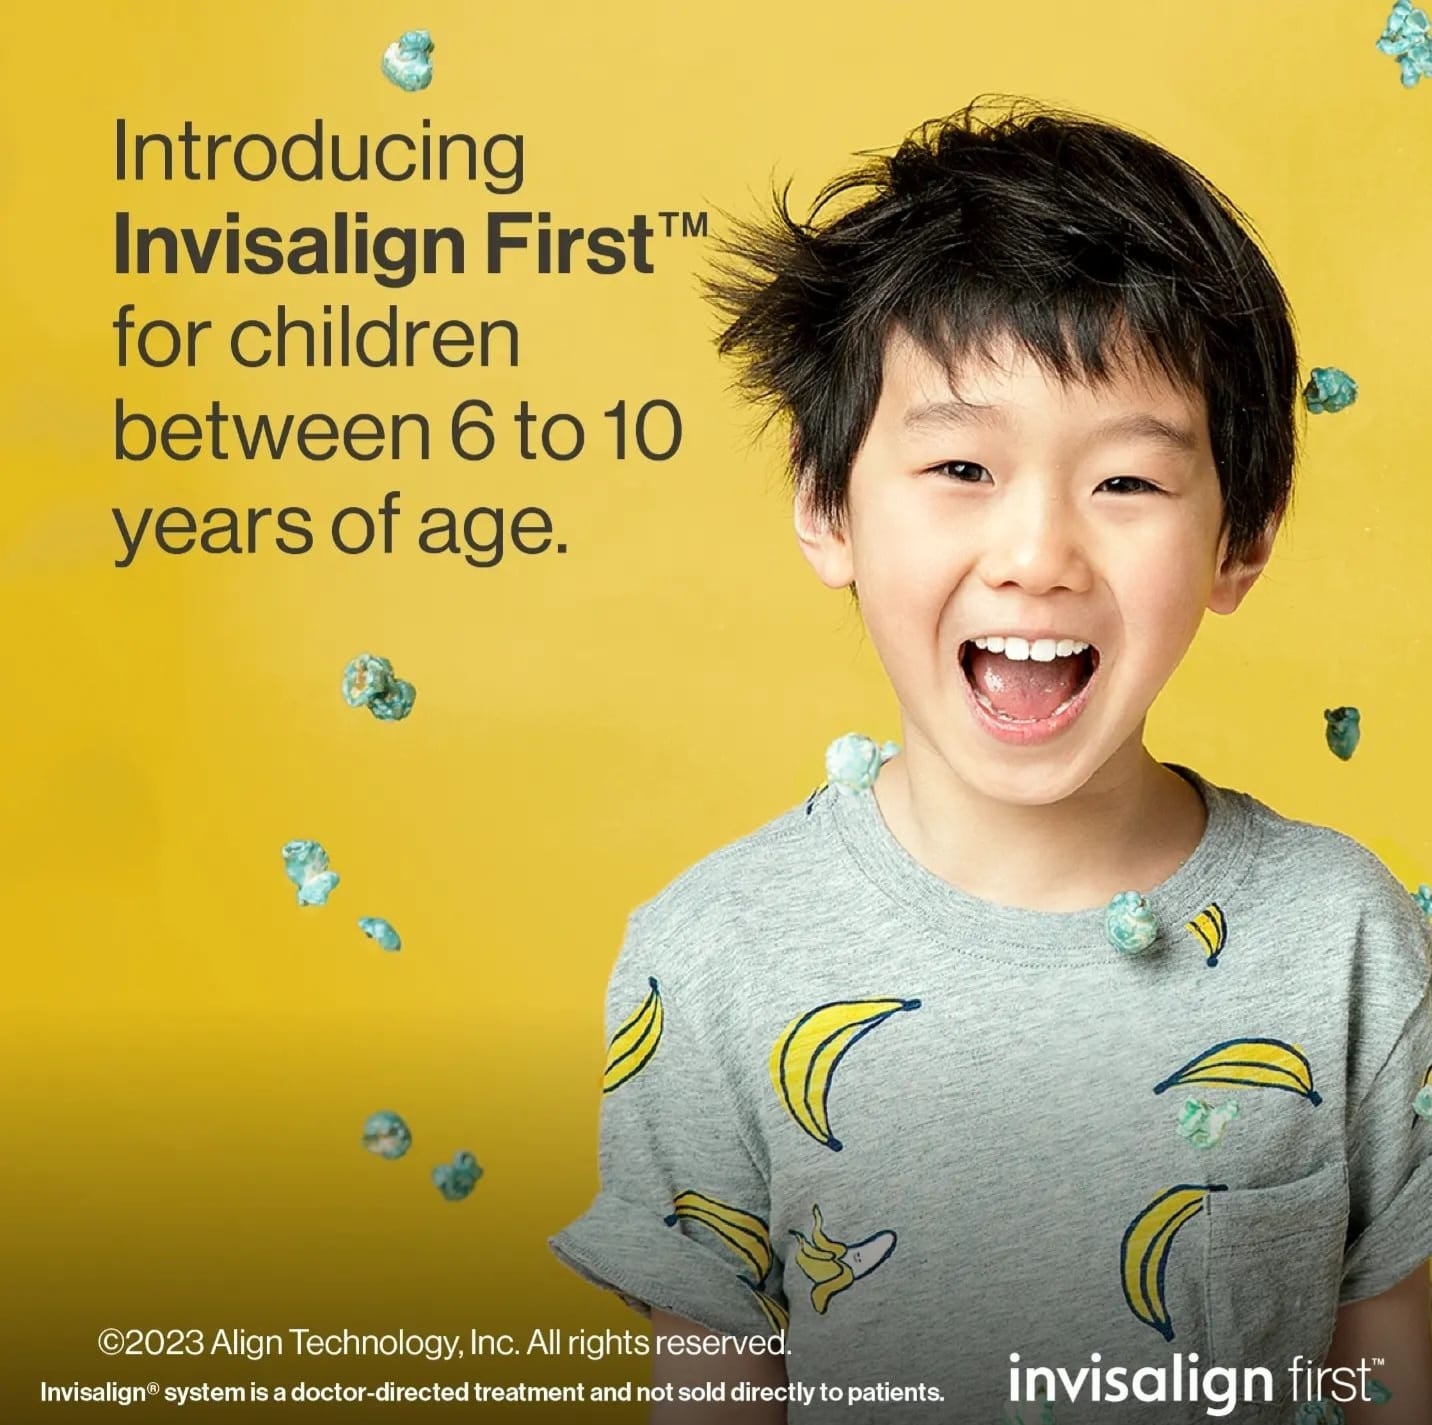 Introducing
Invisalign First™
for children
between 6 to 10
years of age.
©2023 Align Technology, Inc. All rights reserved.
Invisalign® system is a doctor-directed treatment and not sold directly to patients.
invisalign first™